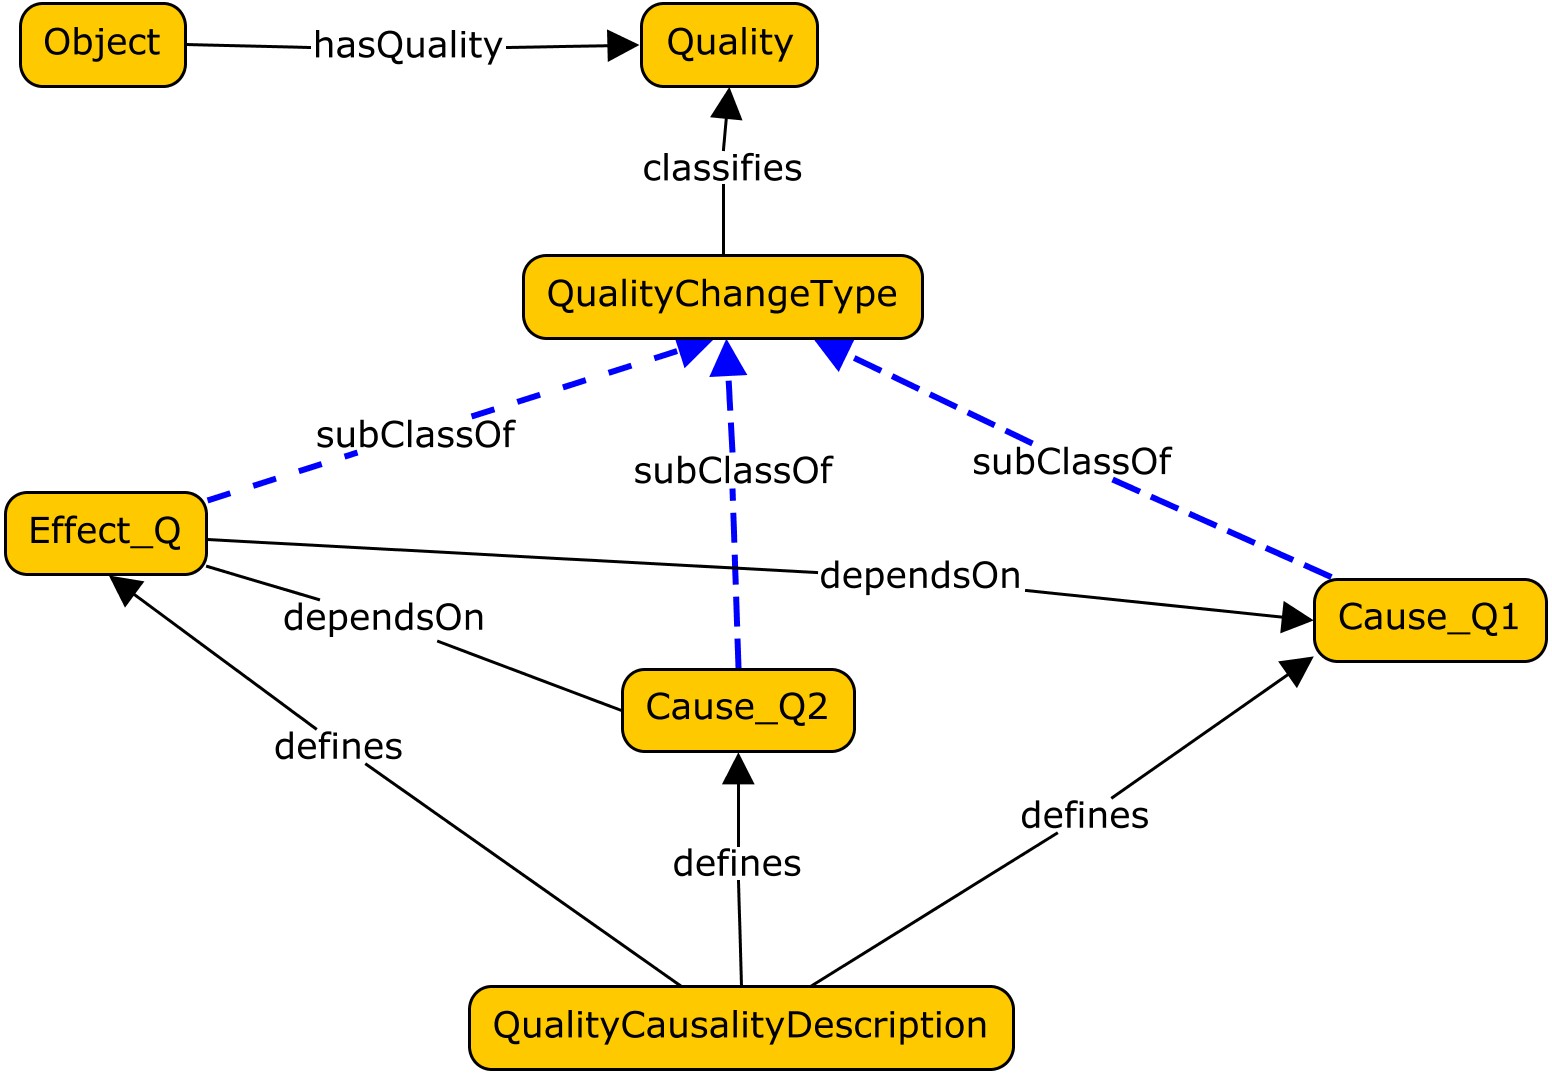 Object
hasQuality
Quality
classifies
QualityChangeType
subClassOf
subClassOf
subClassOf
Effect_Q
dependsOn
dependsOn
Cause_Q1
Cause_Q2
defines
defines
defines
QualityCausalityDescription